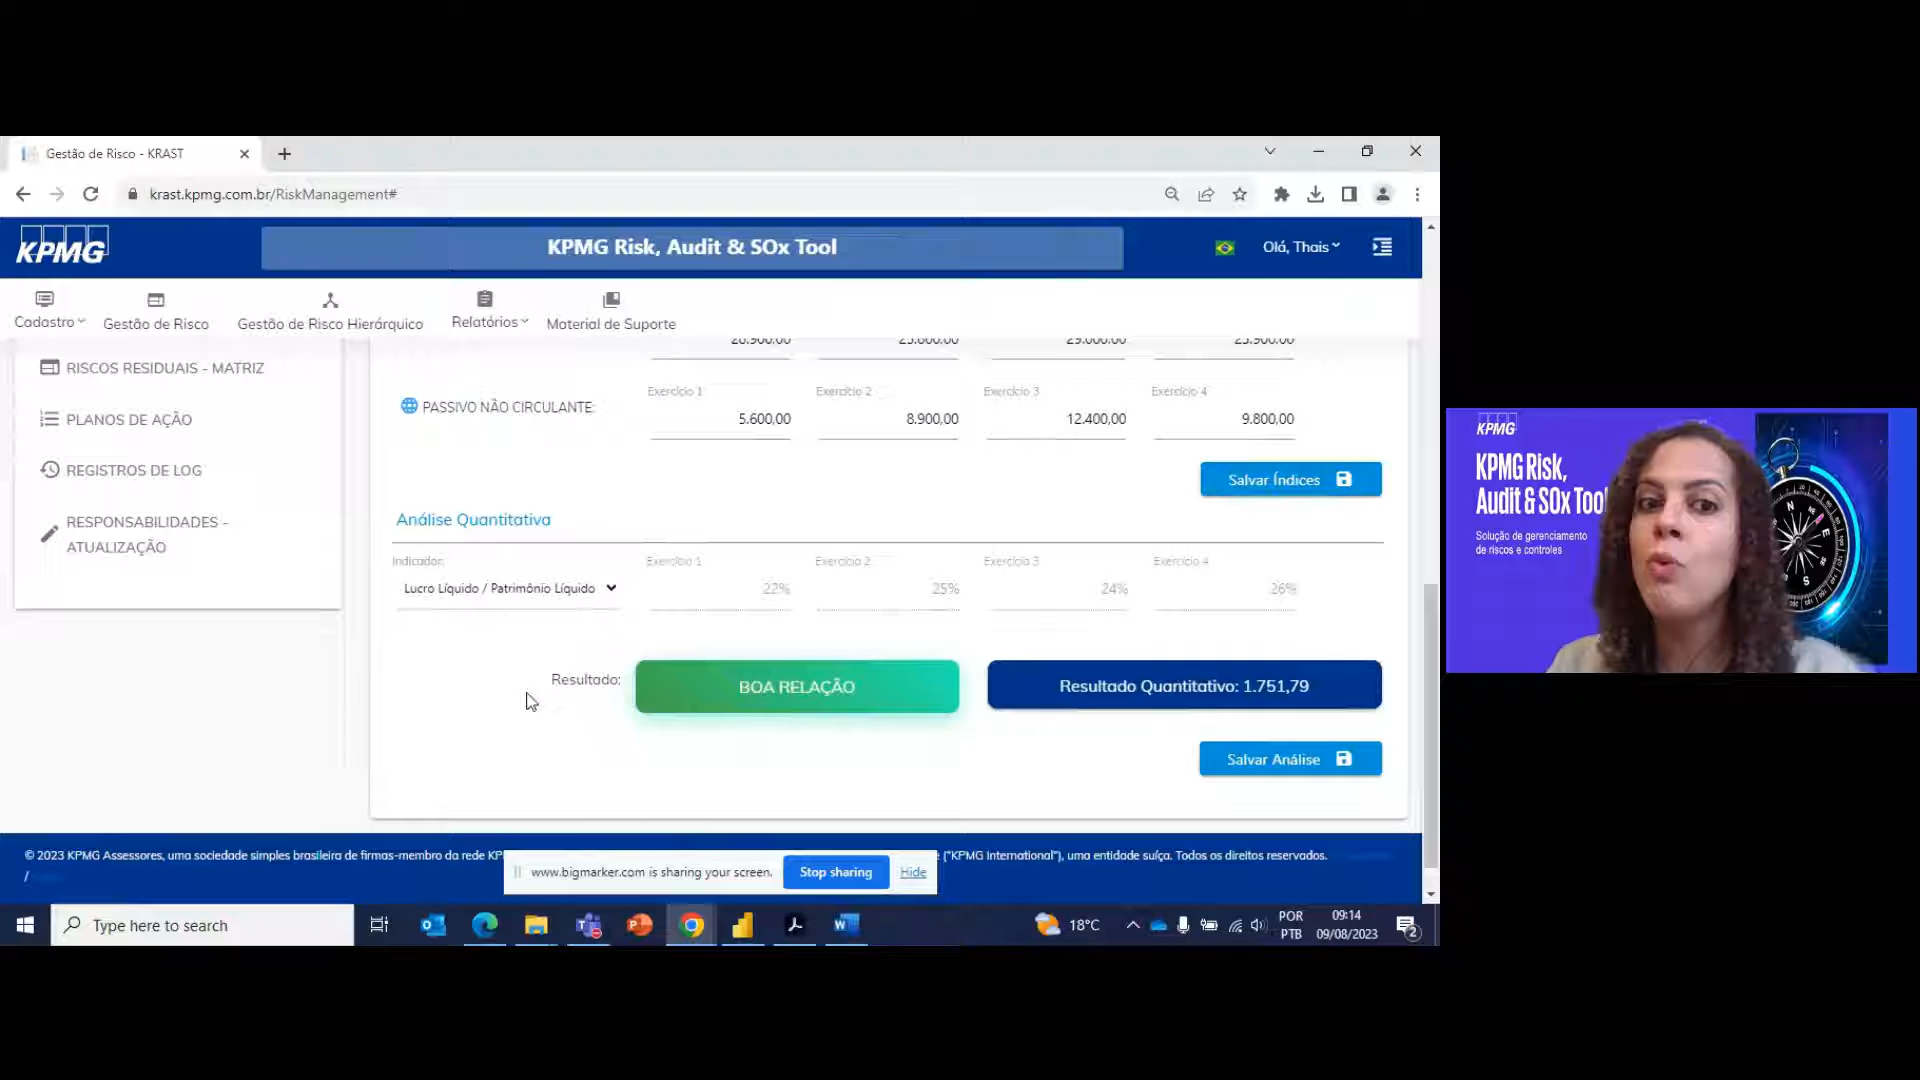 Gestão de Risco - KRAST
krast.kpmg.com.br/RiskManagement#
KPMG
KPMG Risk, Audit & SOx Tool
Olá, Thais
Cadastro
Gestão de Risco
Gestão de Risco Hierárquico
Relatórios
Material de Suporte
RISCOS RESIDUAIS - MATRIZ
PLANOS DE AÇÃO
REGISTROS DE LOG
RESPONSABILIDADES -
ATUALIZAÇÃO
Exercício 1 Exercício 2 Exercício 3 Exercício 4
PASSIVO NÃO CIRCULANTE: 5.600,00 8.900,00 12.400,00 9.800,00
Salvar Índices
Análise Quantitativa
Indicador: Exercício 1 Exercício 2 Exercício 3 Exercício 4
Lucro Líquido / Patrimônio Líquido 22% 25% 24% 26%
Resultado: BOA RELAÇÃO Resultado Quantitativo: 1.751,79
Salvar Análise
© 2023 KPMG Assessores, uma sociedade simples brasileira de firmas-membro da rede ("KPMG International"), uma entidade suíça. Todos os direitos reservados.
/
www.bigmarker.com is sharing your screen. Stop sharing Hide
Type here to search
18°C
POR
PTB
09:14
09/08/2023
2
KPMG
KPMG Risk,
Audit & SOx Tool
Solução de gerenciamento
de riscos e controles
N
E
S